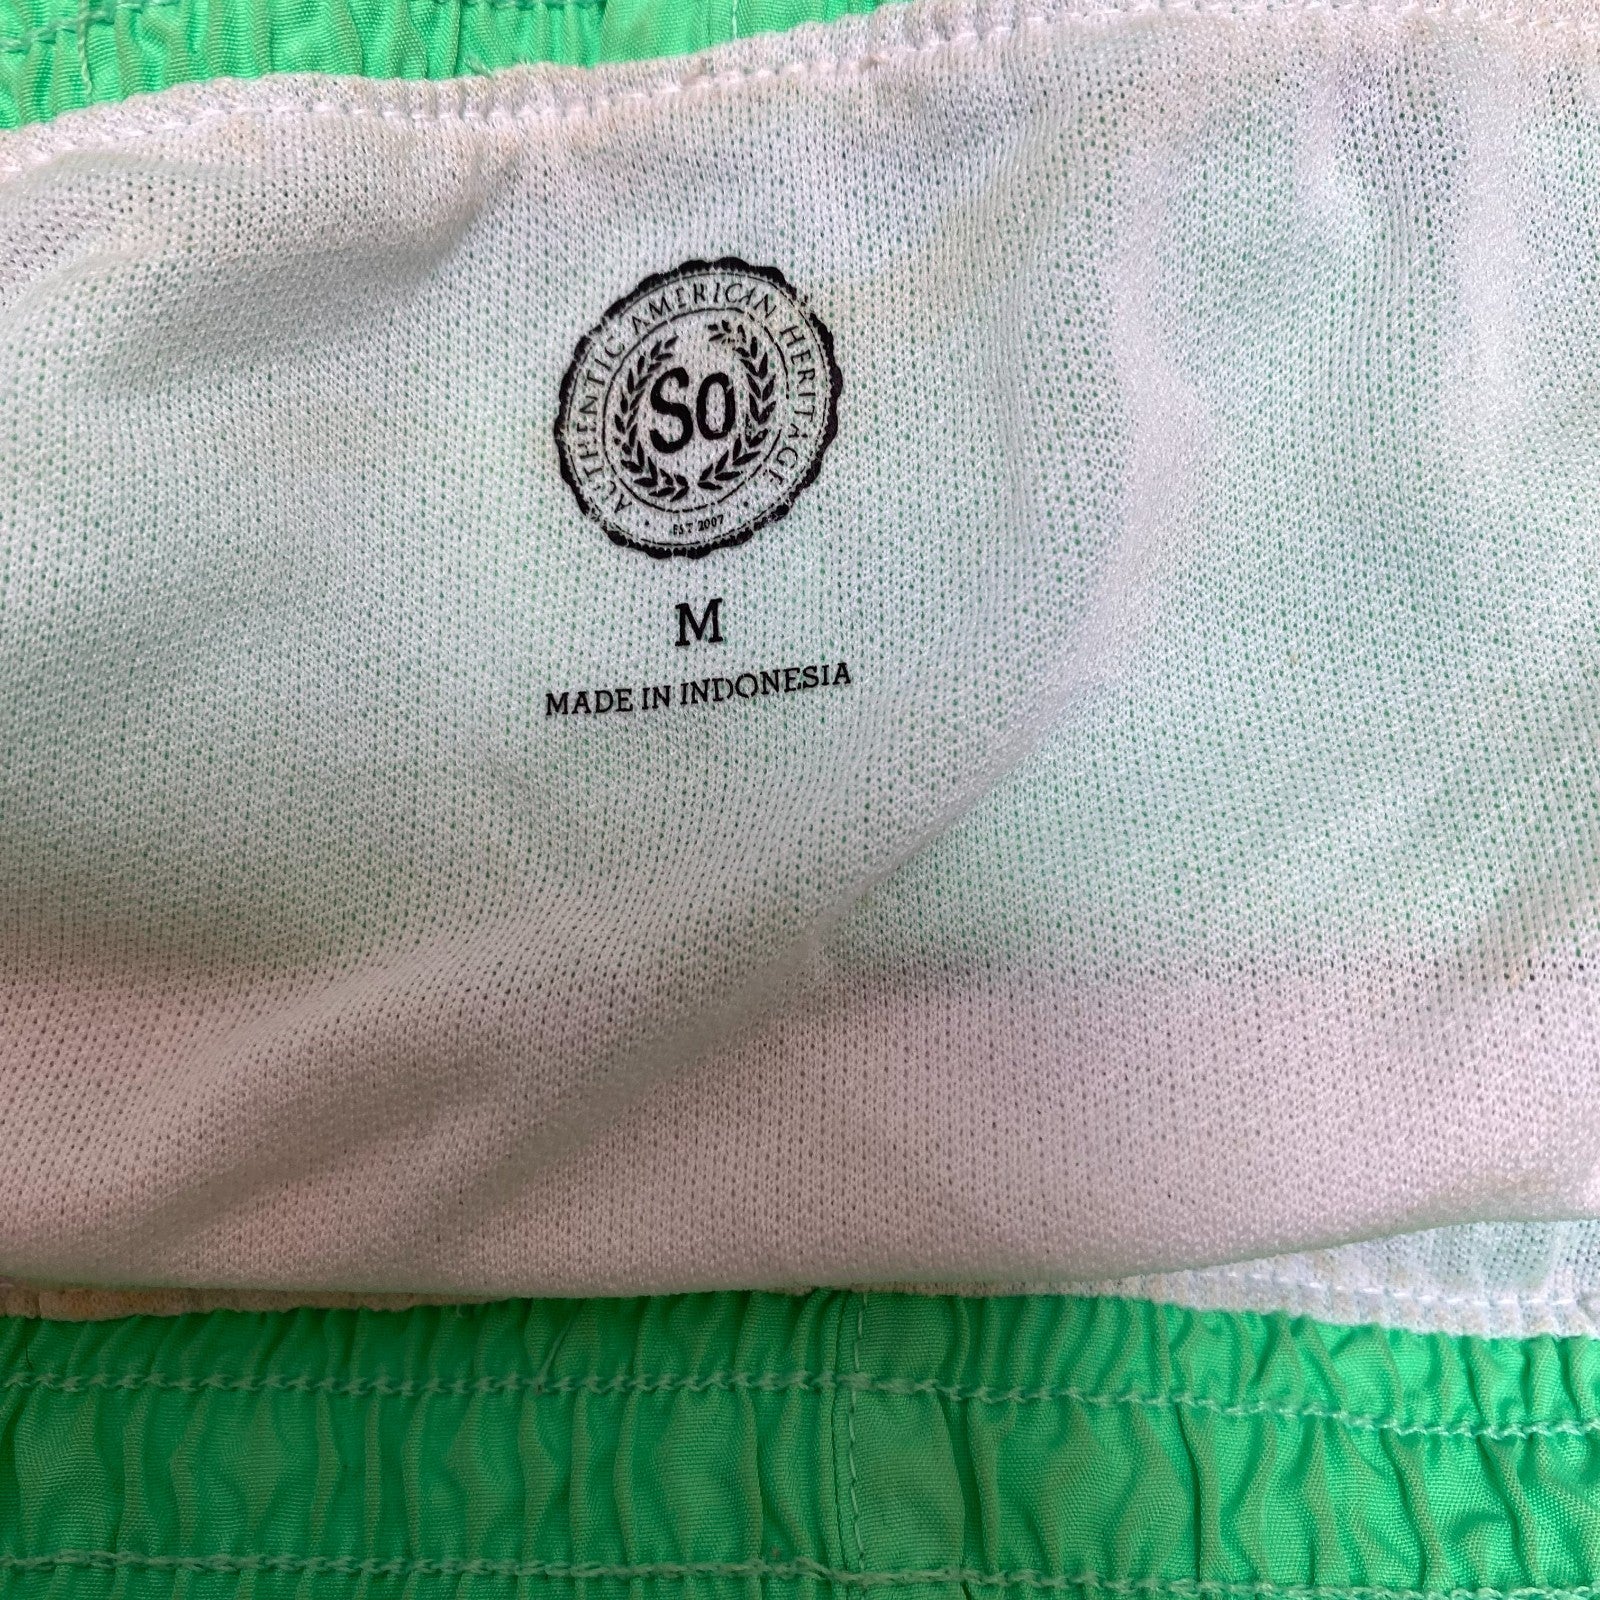 AUTHENTIC AMERICAN HERITAGE
So
EST 2007
M
MADE IN INDONESIA